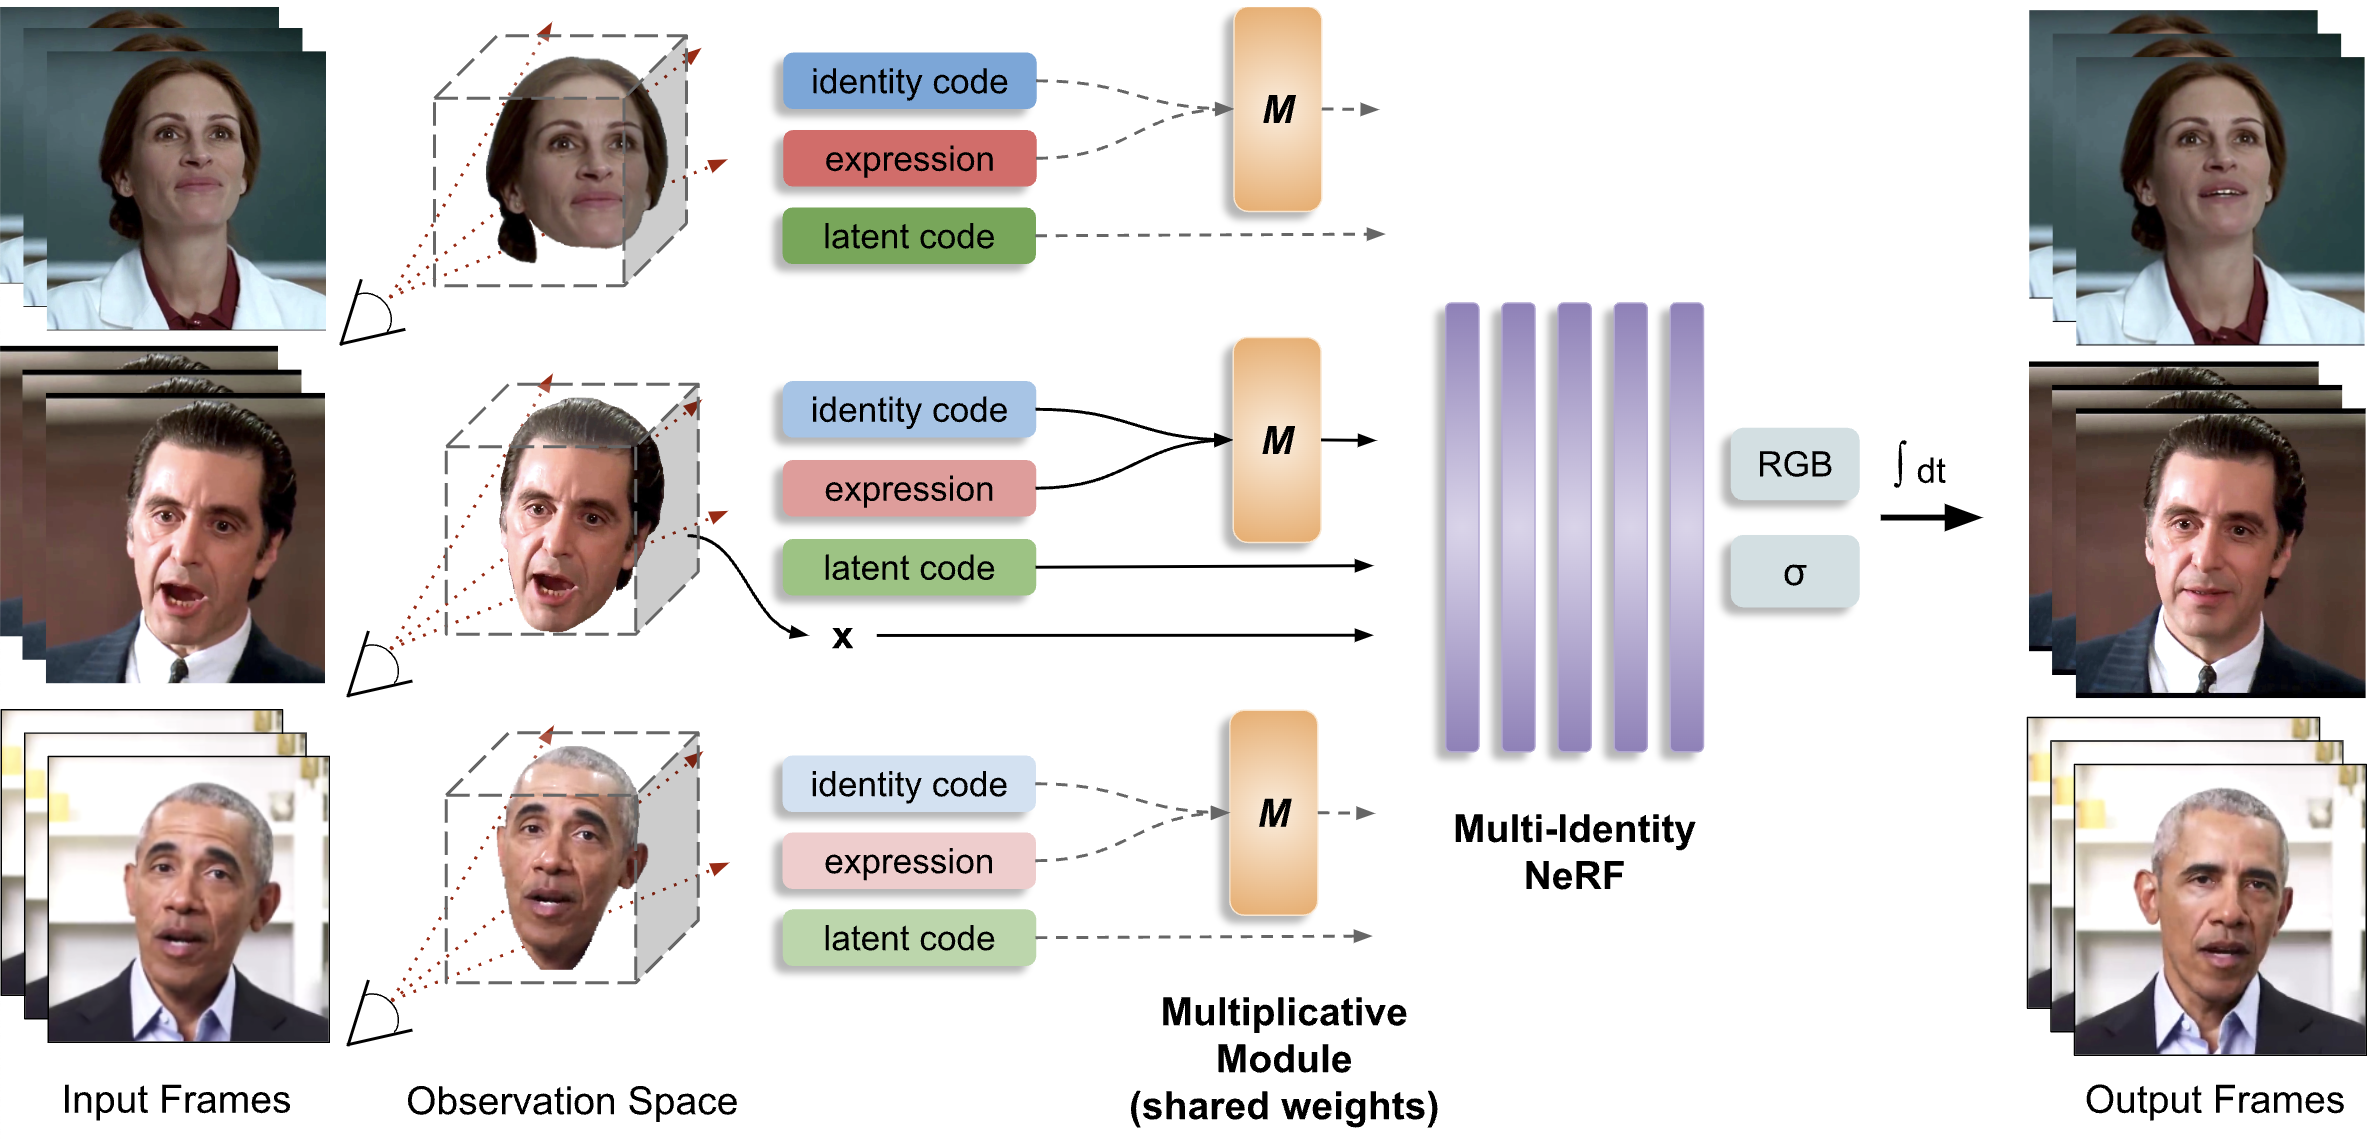 identity code
expression
latent code
M
identity code
expression
latent code
x
M
RGB
σ
∫ dt
identity code
expression
latent code
M
Multi-Identity
NeRF
Multiplicative
Module
(shared weights)
Input Frames
Observation Space
Output Frames